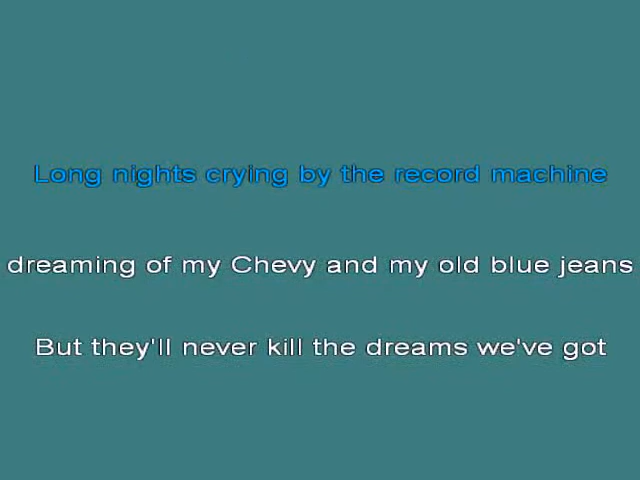 Long nights crying by the record machine
dreaming of my Chevy and my old blue jeans
But they'll never kill the dreams we've got